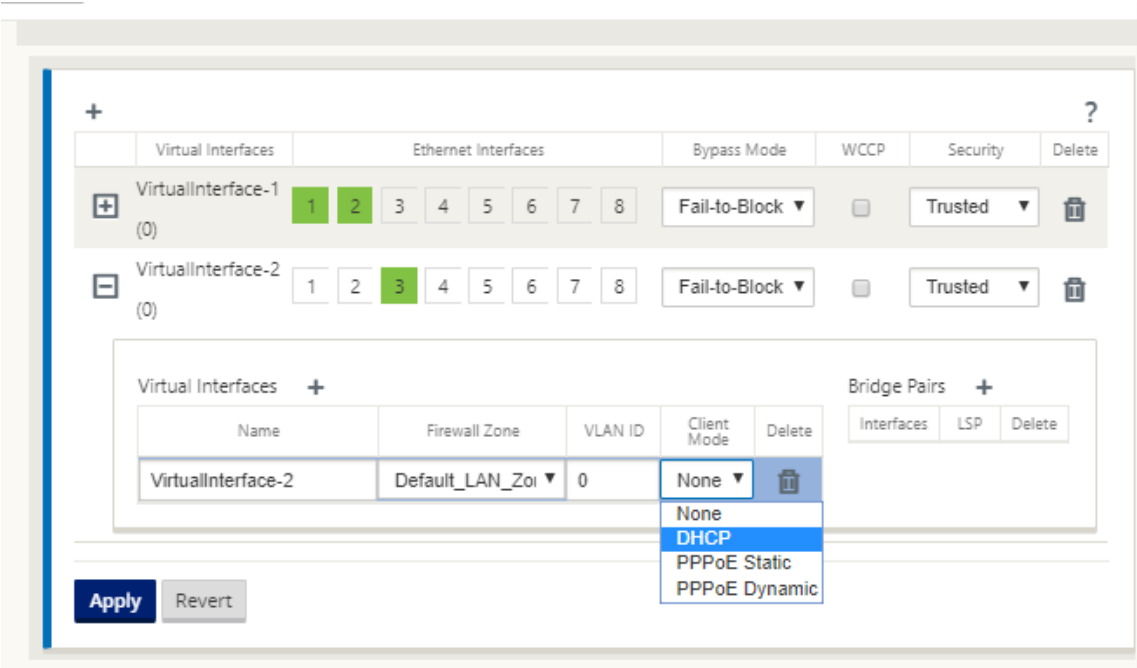 + ?
Virtual Interfaces Ethernet Interfaces Bypass Mode WCCP Security Delete
VirtualInterface-1
(0)
1 2 3 4 5 6 7 8 Fail-to-Block ▼ Trusted ▼
VirtualInterface-2
(0)
1 2 3 4 5 6 7 8 Fail-to-Block ▼ Trusted ▼
Virtual Interfaces + Bridge Pairs +
Name Firewall Zone VLAN ID Client Mode Delete Interfaces LSP Delete
VirtualInterface-2 Default_LAN_Zoı ▼ 0 None ▼
None
DHCP
PPPoE Static
PPPoE Dynamic
Apply Revert